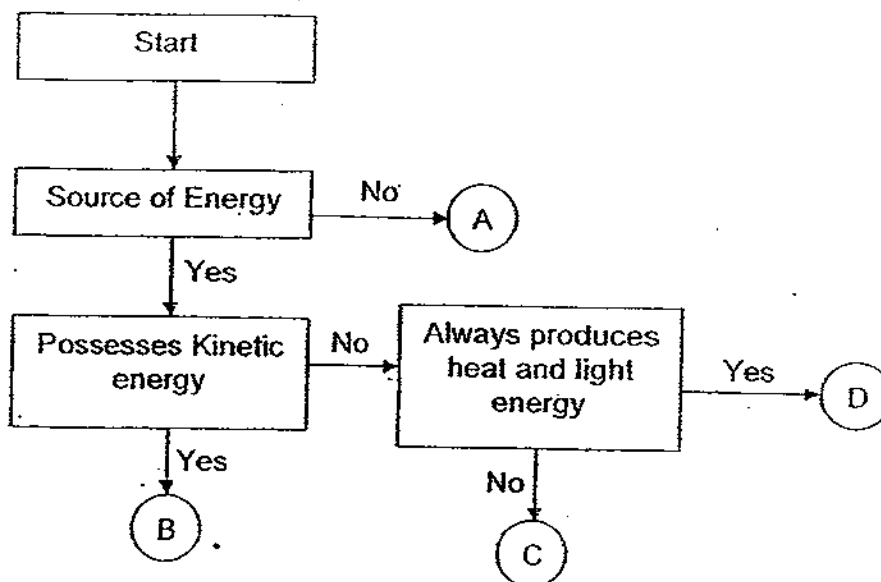 Start
Source of Energy
No
A
Yes
Possesses Kinetic
energy
No
Always produces
heat and light
energy
Yes
D
Yes
B
No
C